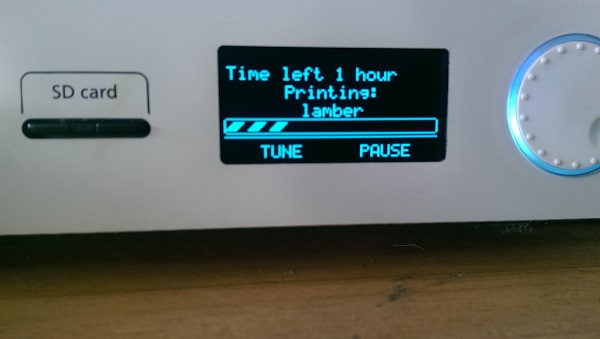 SD card
Time left 1 hour
Printing:
lamber
TUNE PAUSE